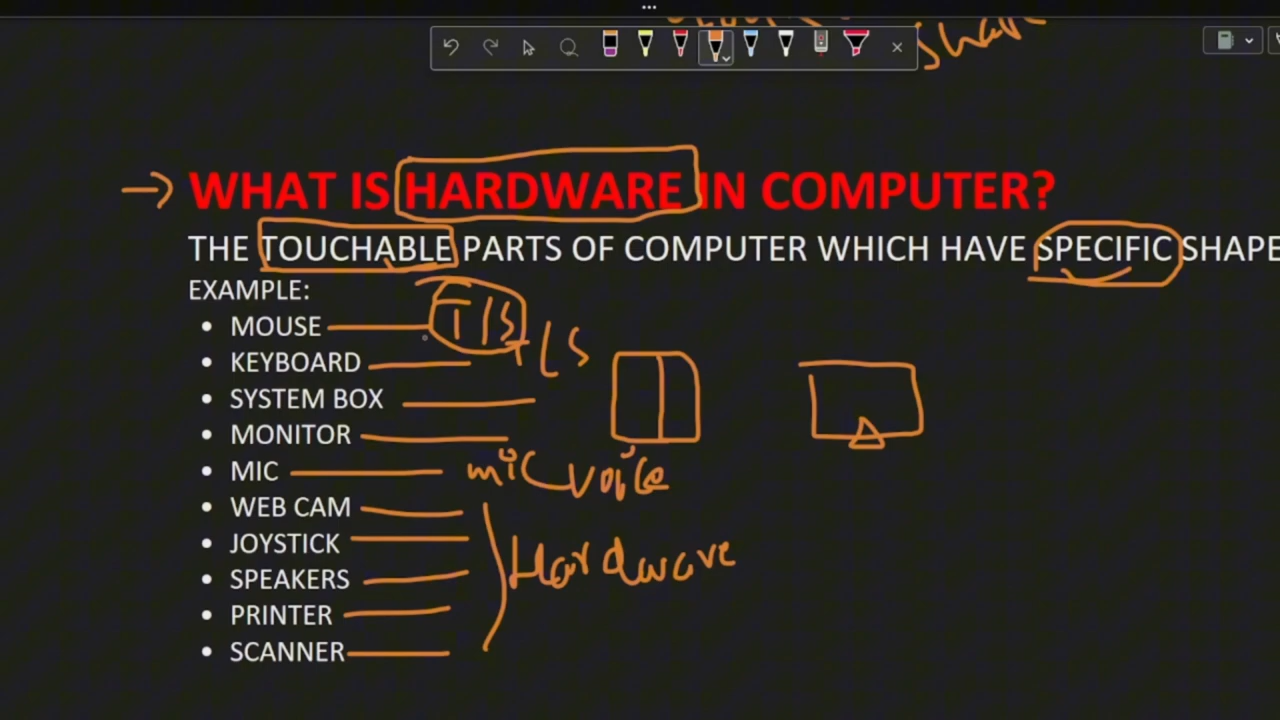 share
→ WHAT IS HARDWARE IN COMPUTER?
THE TOUCHABLE PARTS OF COMPUTER WHICH HAVE SPECIFIC SHAPE
EXAMPLE:
• MOUSE T/S
• KEYBOARD T/S
• SYSTEM BOX
• MONITOR
• MIC mic voice
• WEB CAM
• JOYSTICK Hardware
• SPEAKERS
• PRINTER
• SCANNER